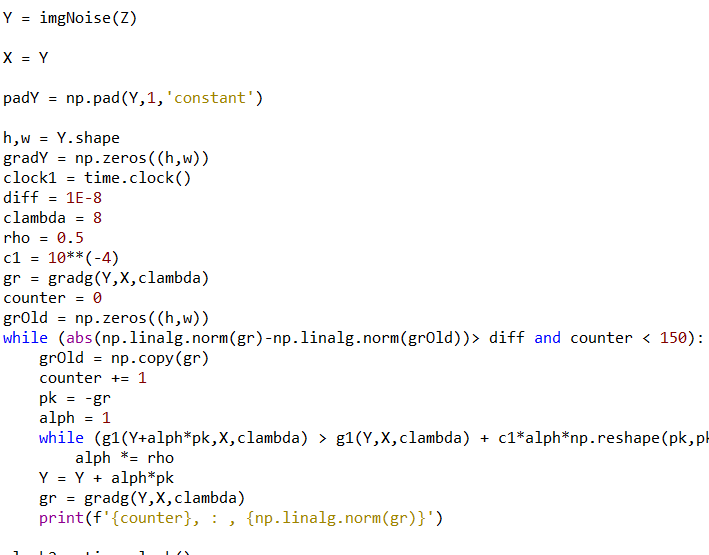 Y = imgNoise(Z)
X = Y
padY = np.pad(Y,1,'constant')
h,w = Y.shape
gradY = np.zeros((h,w))
clock1 = time.clock()
diff = 1E-8
clambda = 8
rho = 0.5
c1 = 10**(-4)
gr = gradg(Y,X,clambda)
counter = 0
grOld = np.zeros((h,w))
while (abs(np.linalg.norm(gr)-np.linalg.norm(grOld))> diff and counter < 150):
    grOld = np.copy(gr)
    counter += 1
    pk = -gr
    alph = 1
    while (g1(Y+alph*pk,X,clambda) > g1(Y,X,clambda) + c1*alph*np.reshape(pk,
        alph *= rho
    Y = Y + alph*pk
    gr = gradg(Y,X,clambda)
    print(f'{counter}, : , {np.linalg.norm(gr)}')